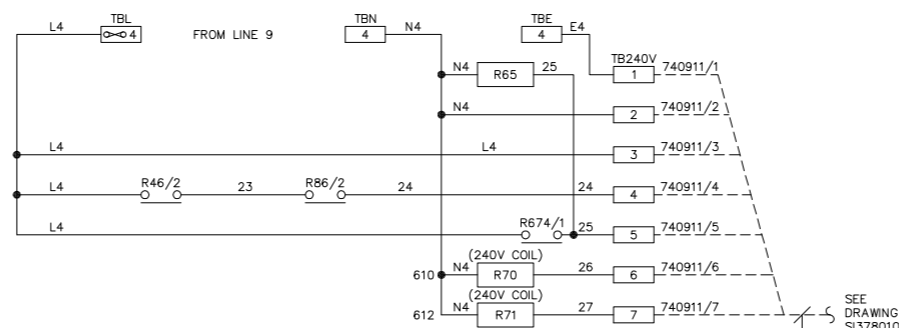 TBL TBN TBE
L4 4 FROM LINE 9 4 N4 4 E4
TB240V
N4 R65 25 1 740911/1
N4 2 740911/2
L4 L4 3 740911/3
L4 R46/2 23 R86/2 24 24 4 740911/4
L4 R674/1 25 5 740911/5
(240V COIL)
610 N4 R70 26 6 740911/6
(240V COIL)
612 N4 R71 27 7 740911/7
SEE
DRAWING
SI378010